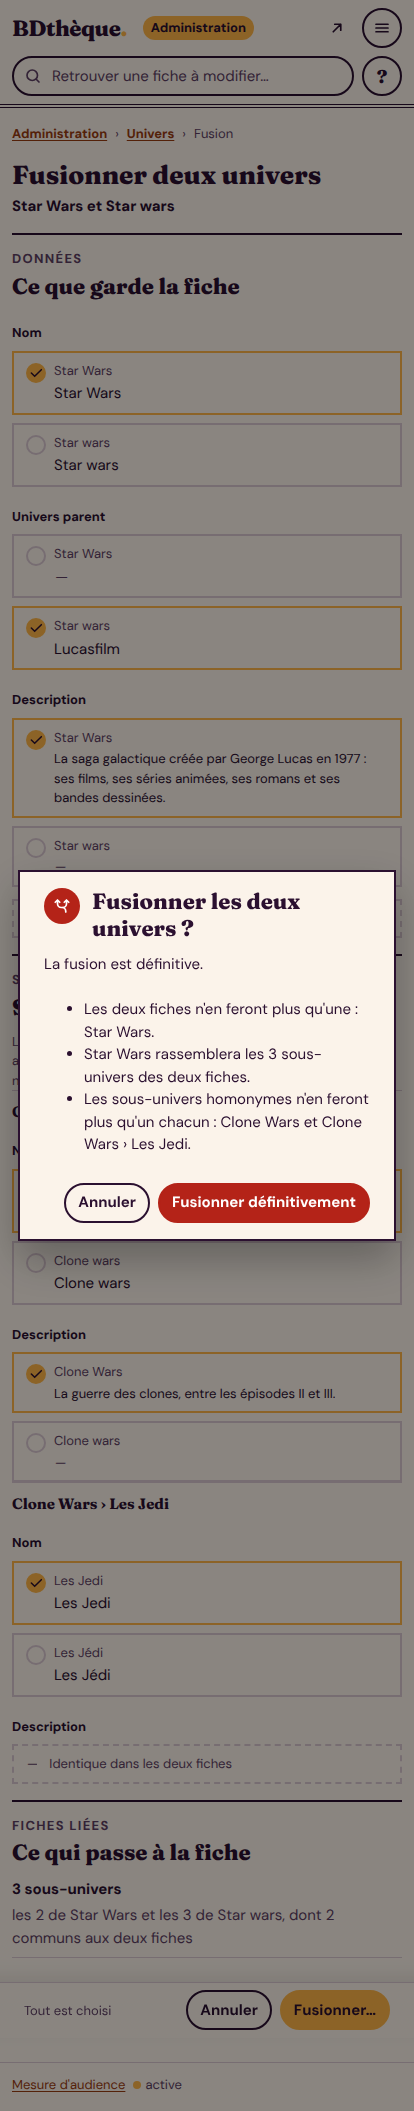 BDthèque. Administration
Retrouver une fiche à modifier... ?
Administration › Univers › Fusion
Fusionner deux univers
Star Wars et Star wars
DONNÉES
Ce que garde la fiche
Nom
Star Wars
Star Wars
Star wars
Star wars
Univers parent
Star Wars
—
Star wars
Lucasfilm
Description
Star Wars
La saga galactique créée par George Lucas en 1977 :
ses films, ses séries animées, ses romans et ses
bandes dessinées.
Star wars
—
Fusionner les deux
univers ?
La fusion est définitive.
Les deux fiches n'en feront plus qu'une :
Star Wars.
Star Wars rassemblera les 3 sous-
univers des deux fiches.
Les sous-univers homonymes n'en feront
plus qu'un chacun : Clone Wars et Clone
Wars › Les Jedi.
Annuler Fusionner définitivement
Clone wars
Clone wars
Description
Clone Wars
La guerre des clones, entre les épisodes II et III.
Clone wars
—
Clone Wars › Les Jedi
Nom
Les Jedi
Les Jedi
Les Jédi
Les Jédi
Description
— Identique dans les deux fiches
FICHES LIÉES
Ce qui passe à la fiche
3 sous-univers
les 2 de Star Wars et les 3 de Star wars, dont 2
communs aux deux fiches
Tout est choisi Annuler Fusionner...
Mesure d'audience active